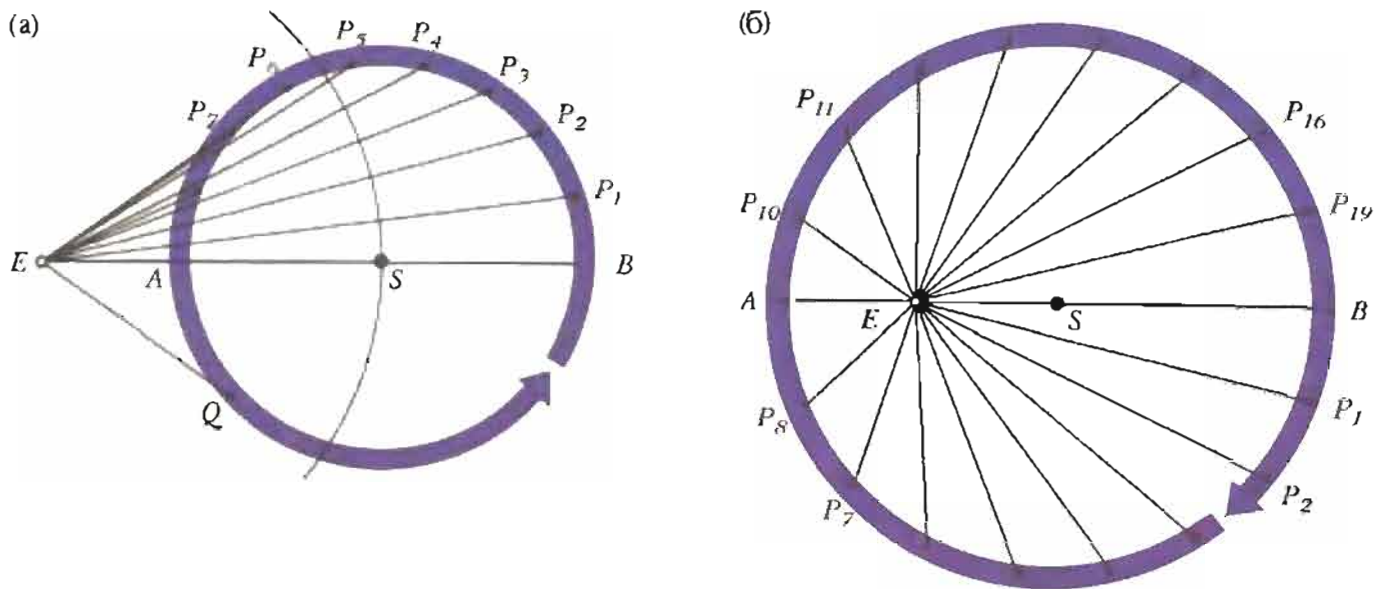 (а)
P₅
P₄
P₃
P₇
P₂
P₁
E
A
S
B
Q
(б)
P₁₁
P₁₆
P₁₀
P₁₉
A
E
S
B
P₈
P₁
P₇
P₂